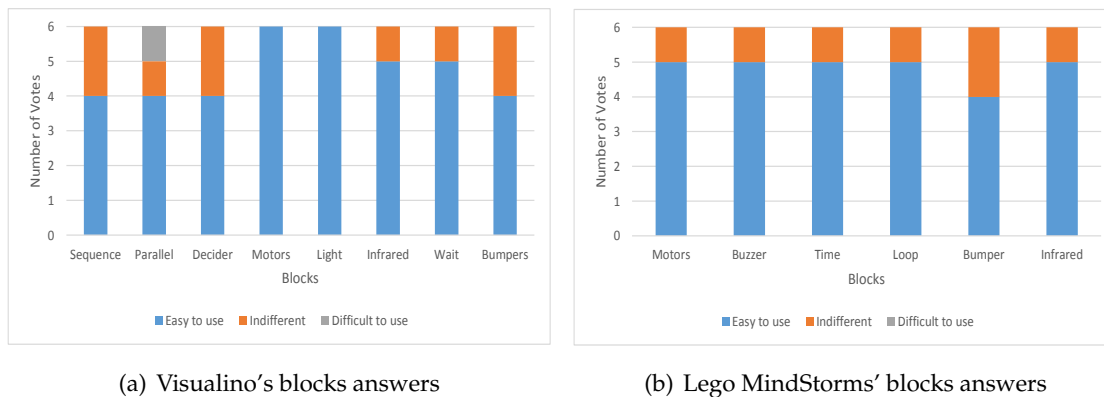 6
5
4
3
2
1
0
Number of Votes
Sequence Parallel Decider Motors Light Infrared Wait Bumpers
Blocks
Easy to use Indifferent Difficult to use
(a) Visualino's blocks answers
6
5
4
3
2
1
0
Number of Votes
Motors Buzzer Time Loop Bumper Infrared
Blocks
Easy to use Indifferent Difficult to use
(b) Lego MindStorms' blocks answers